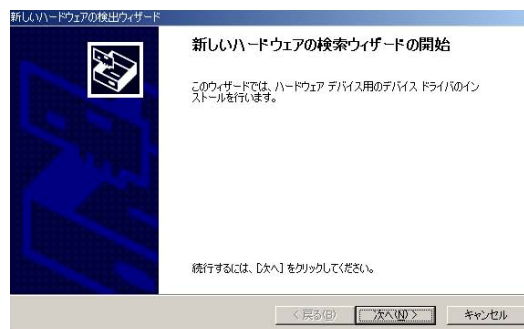 新しいハードウェアの検出ウィザード
新しいハードウェアの検索ウィザードの開始
このウィザードでは、ハードウェア デバイス用のデバイス ドライバのイン
ストールを行います。
続行するには、[次へ] をクリックしてください。
< 戻る(B)
次へ(N) >
キャンセル